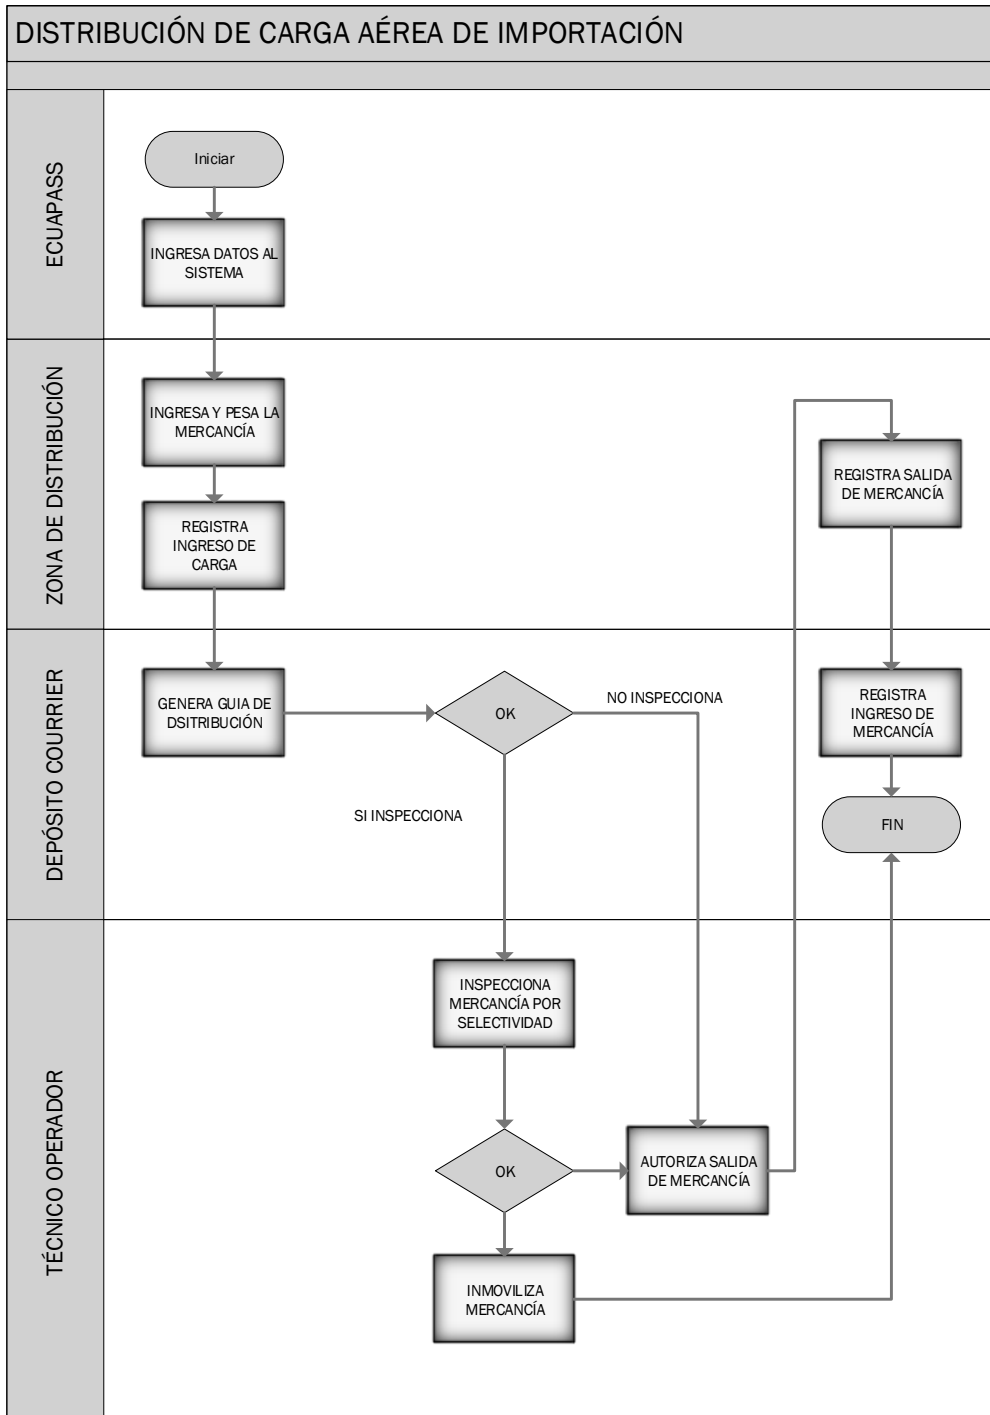 DISTRIBUCIÓN DE CARGA AÉREA DE IMPORTACIÓN
ECUAPASS
Iniciar
INGRESA DATOS AL
SISTEMA
ZONA DE DISTRIBUCIÓN
INGRESA Y PESA LA
MERCANCÍA
REGISTRA
INGRESO DE
CARGA
REGISTRA SALIDA
DE MERCANCÍA
DEPÓSITO COURRIER
GENERA GUIA DE
DSITRIBUCIÓN
OK
NO INSPECCIONA
SI INSPECCIONA
REGISTRA
INGRESO DE
MERCANCÍA
FIN
TÉCNICO OPERADOR
INSPECCIONA
MERCANCÍA POR
SELECTIVIDAD
OK
AUTORIZA SALIDA
DE MERCANCÍA
INMOVILIZA
MERCANCÍA